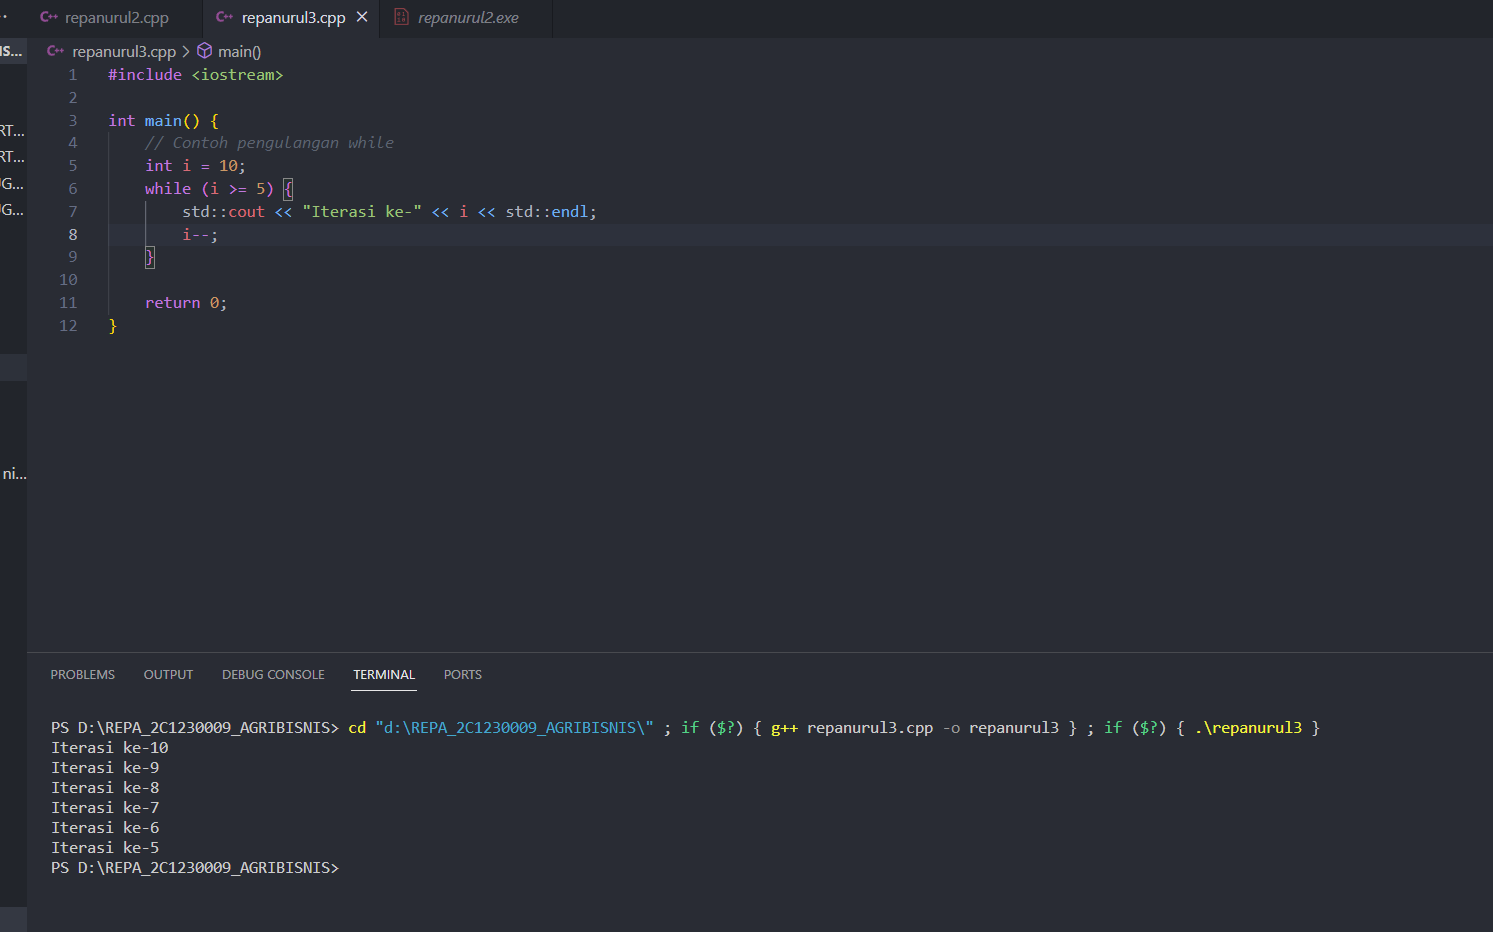 repanurul2.cpp repanurul3.cpp repanurul2.exe
repanurul3.cpp > main()
1 #include <iostream>
2
3 int main() {
4 // Contoh pengulangan while
5 int i = 10;
6 while (i >= 5) {
7 std::cout << "Iterasi ke-" << i << std::endl;
8 i--;
9 }
10
11 return 0;
12 }
IS...
RT...
RT...
G...
G...
ni...
PROBLEMS OUTPUT DEBUG CONSOLE TERMINAL PORTS
PS D:\REPA_2C1230009_AGRIBISNIS> cd "d:\REPA_2C1230009_AGRIBISNIS\" ; if ($?) { g++ repanurul3.cpp -o repanurul3 } ; if ($?) { .\repanurul3 }
Iterasi ke-10
Iterasi ke-9
Iterasi ke-8
Iterasi ke-7
Iterasi ke-6
Iterasi ke-5
PS D:\REPA_2C1230009_AGRIBISNIS>